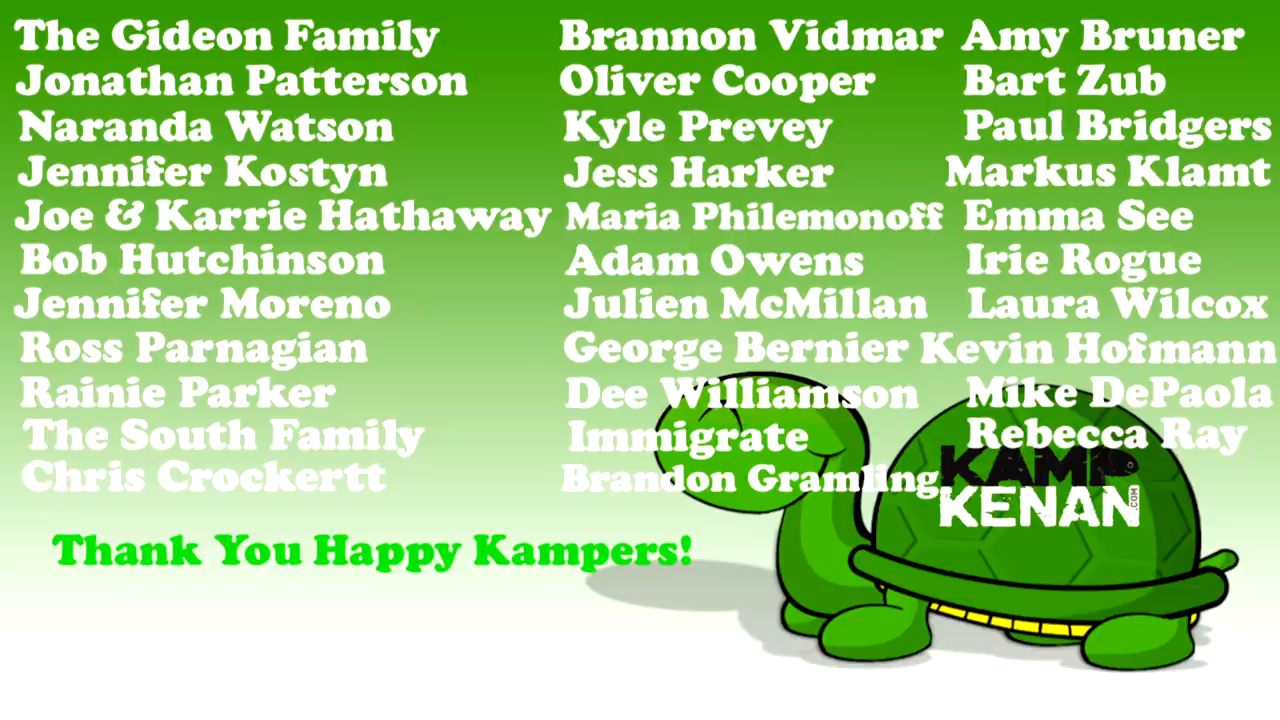 The Gideon Family
Jonathan Patterson
Naranda Watson
Jennifer Kostyn
Joe & Karrie Hathaway
Bob Hutchinson
Jennifer Moreno
Ross Parnagian
Rainie Parker
The South Family
Chris Crockertt
Brannon Vidmar
Oliver Cooper
Kyle Prevey
Jess Harker
Maria Philemonoff
Adam Owens
Julien McMillan
George Bernier
Dee Williamson
Immigrate
Brandon Gramling
Amy Bruner
Bart Zub
Paul Bridgers
Markus Klamt
Emma See
Irie Rogue
Laura Wilcox
Kevin Hofmann
Mike DePaola
Rebecca Ray
KAMP
KENAN.COM
Thank You Happy Kampers!